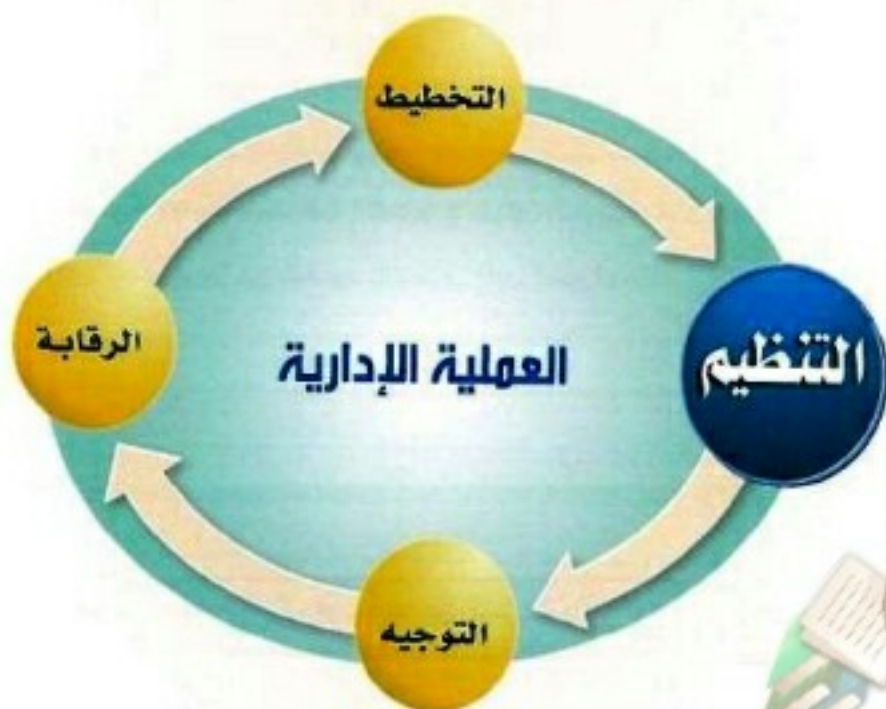 التخطيط
التنظيم
العملية الإدارية
الرقابة
التوجيه